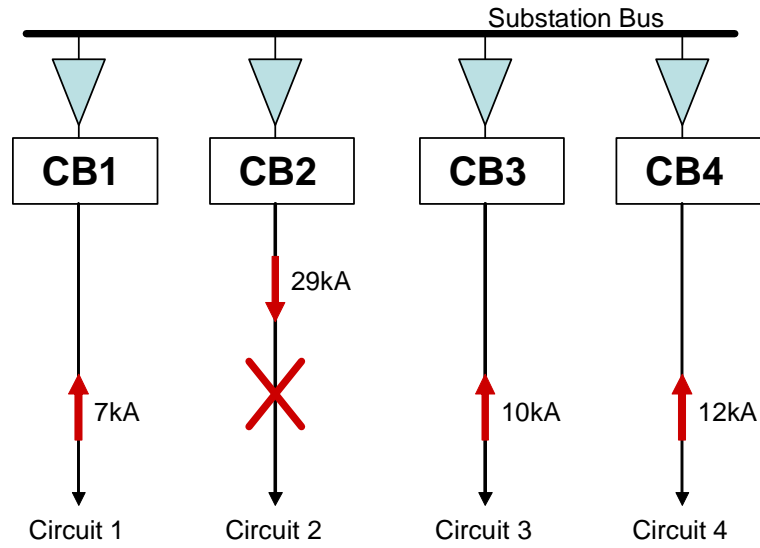 Substation Bus
CB1
CB2
CB3
CB4
29kA
7kA
10kA
12kA
Circuit 1
Circuit 2
Circuit 3
Circuit 4